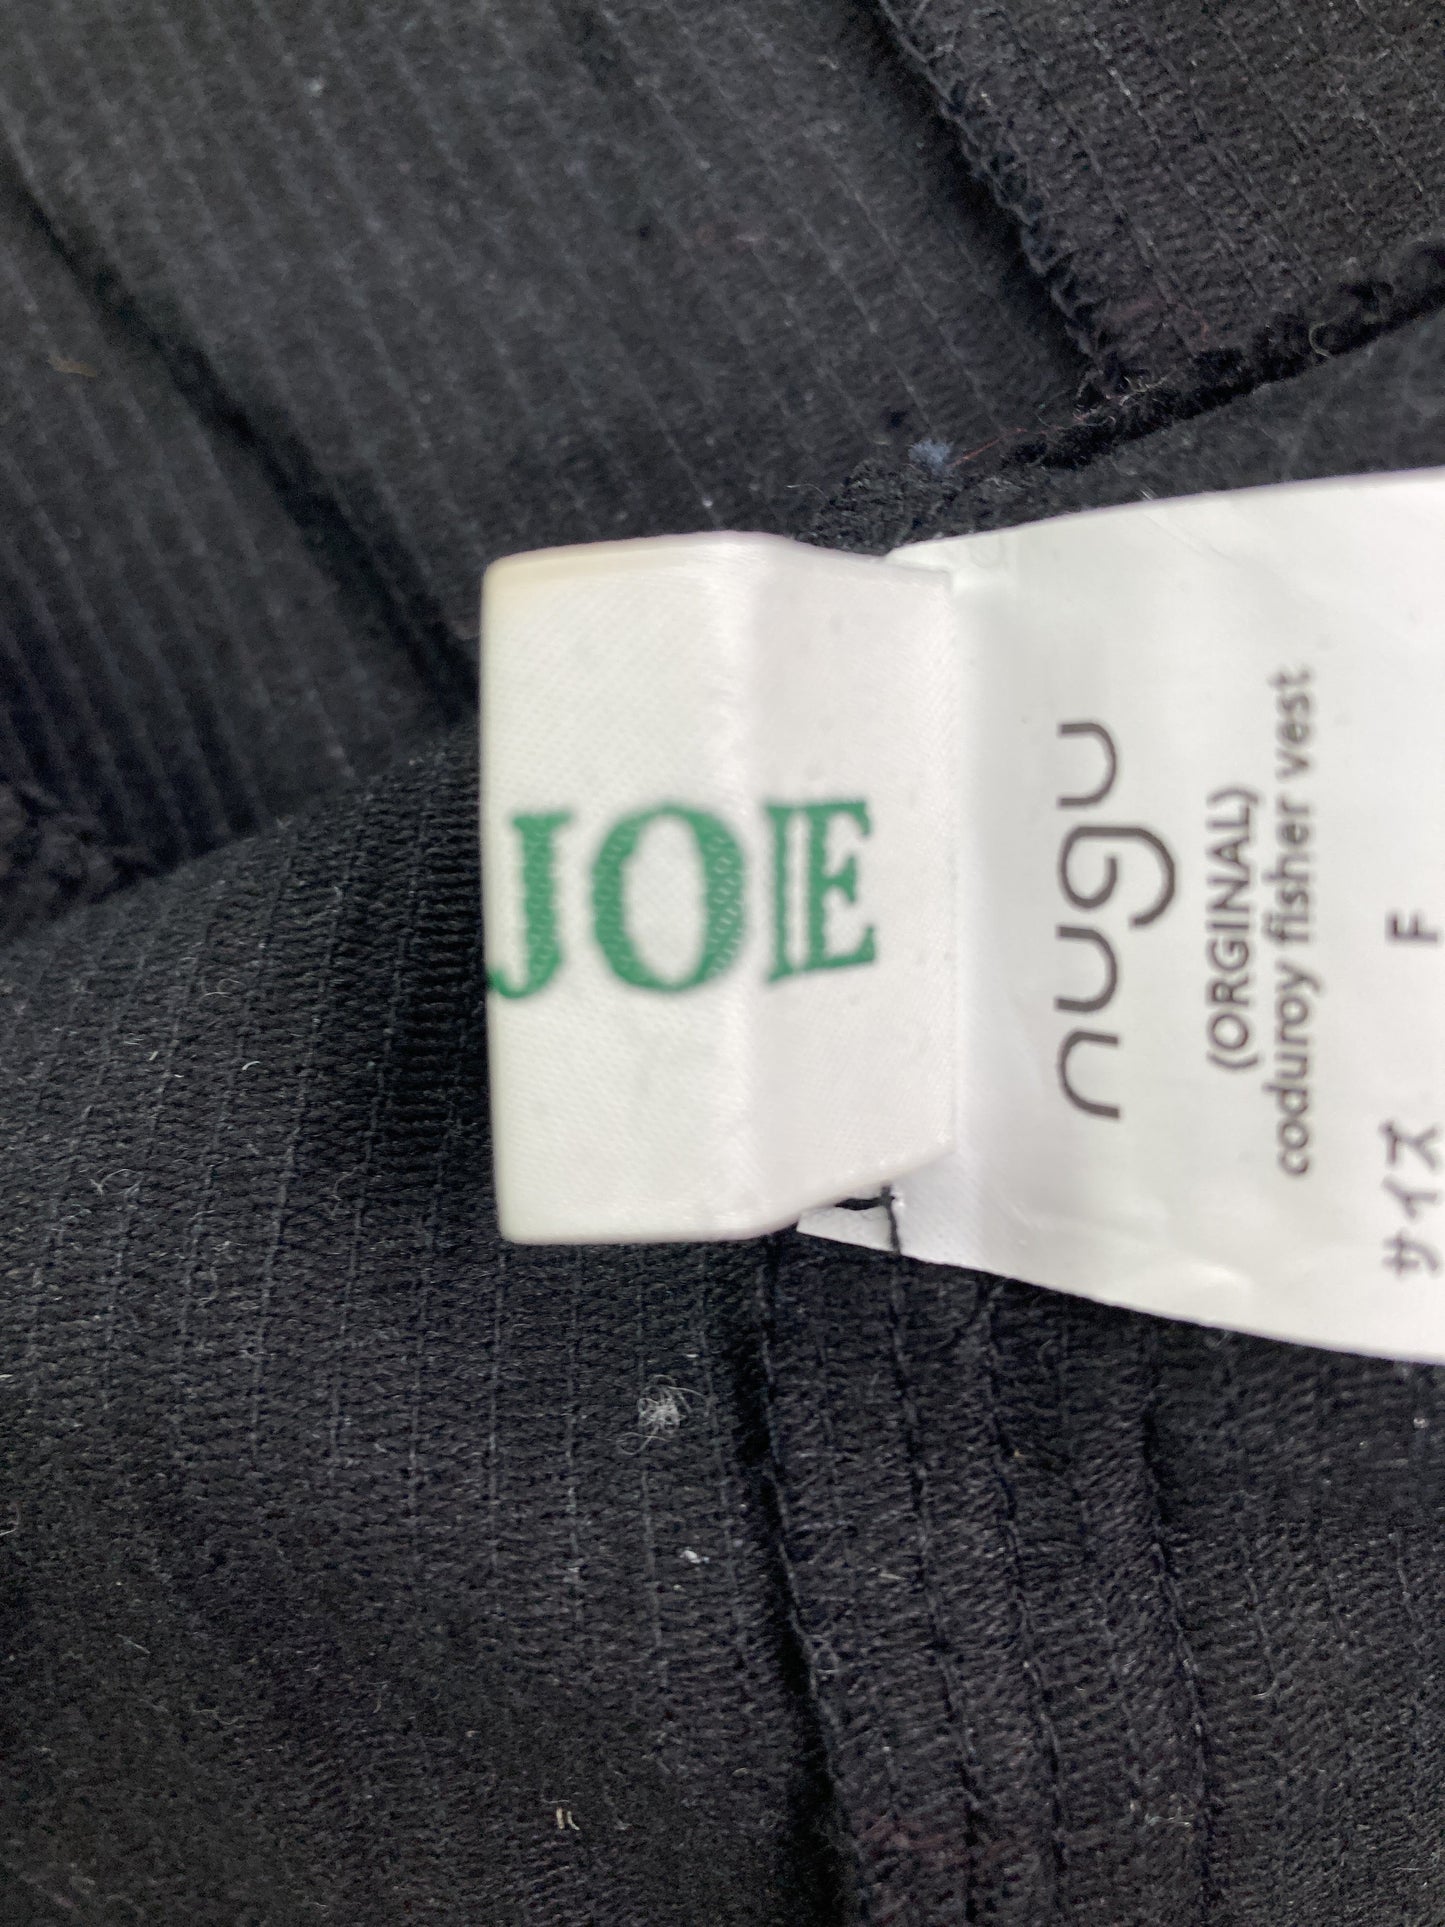 JOE
nugu
(ORGINAL)
coduroy fisher vest
サイズ F